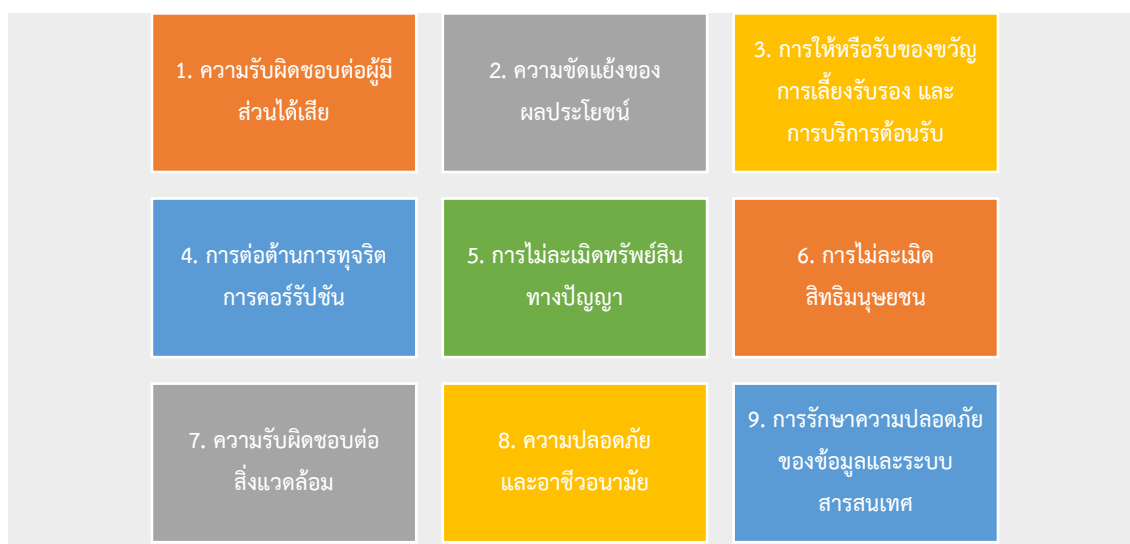 1. ความรับผิดชอบต่อผู้มี
ส่วนได้เสีย
2. ความขัดแย้งของ
ผลประโยชน์
3. การให้หรือรับของขวัญ
การเลี้ยงรับรอง และ
การบริการต้อนรับ
4. การต่อต้านการทุจริต
การคอร์รัปชัน
5. การไม่ละเมิดทรัพย์สิน
ทางปัญญา
6. การไม่ละเมิด
สิทธิมนุษยชน
7. ความรับผิดชอบต่อ
สิ่งแวดล้อม
8. ความปลอดภัย
และอาชีวอนามัย
9. การรักษาความปลอดภัย
ของข้อมูลและระบบ
สารสนเทศ